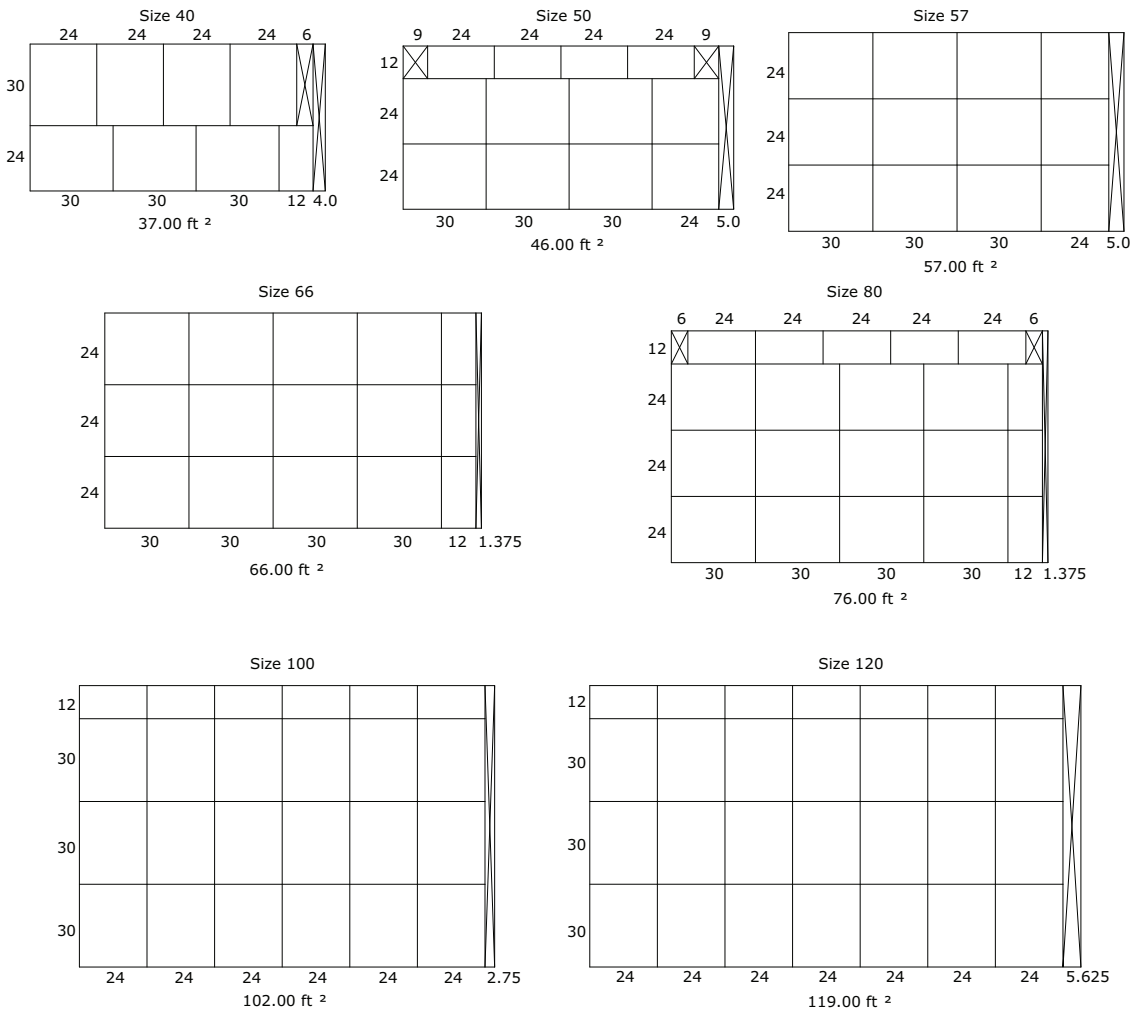 Size 40
24 24 24 24 6
30
24
30 30 30 12 4.0
37.00 ft ²
Size 50
9 24 24 24 24 9
12
24
24
30 30 30 24 5.0
46.00 ft ²
Size 57
24
24
24
30 30 30 24 5.0
57.00 ft ²
Size 66
24
24
24
30 30 30 30 12 1.375
66.00 ft ²
Size 80
6 24 24 24 24 24 6
12
24
24
24
30 30 30 30 12 1.375
76.00 ft ²
Size 100
12
30
30
30
24 24 24 24 24 24 2.75
102.00 ft ²
Size 120
12
30
30
30
24 24 24 24 24 24 24 5.625
119.00 ft ²